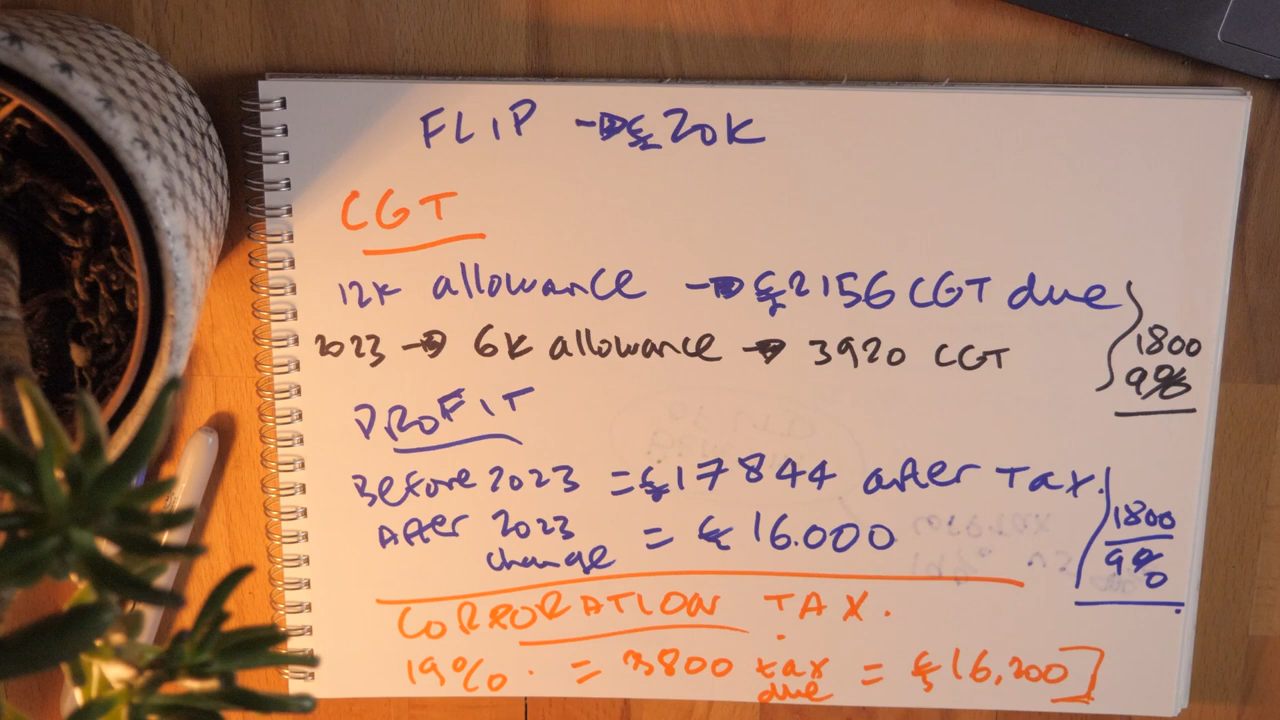 FLIP → £20K
CGT
12K allowance → £2156 CGT due
2023 → 6K allowance → 3920 CGT
1800
9%
PROFIT
Before 2023 = £17844 after Tax.
After 2023 change = £16.000
1800
9%
CORPORATION TAX.
19% = 3800 tax due = £16,200